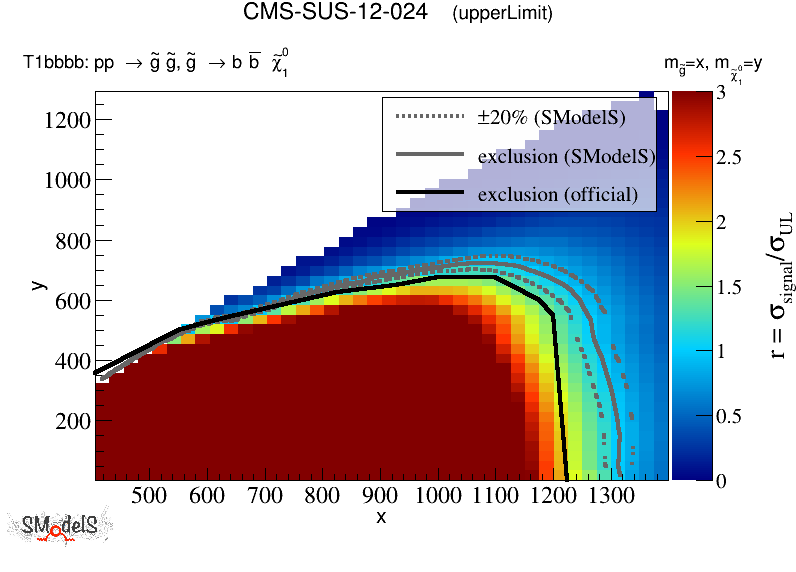 CMS-SUS-12-024 (upperLimit)
T1bbbb: pp → g̃ g̃, g̃ → b b̅ χ̃₁⁰
m_g̃=x, m_χ̃₁⁰=y
±20% (SModelS)
exclusion (SModelS)
exclusion (official)
y
1200
1000
800
600
400
200
500 600 700 800 900 1000 1100 1200 1300
x
3
2.5
2
1.5
1
0.5
0
r = σ_signal/σ_UL
SModelS